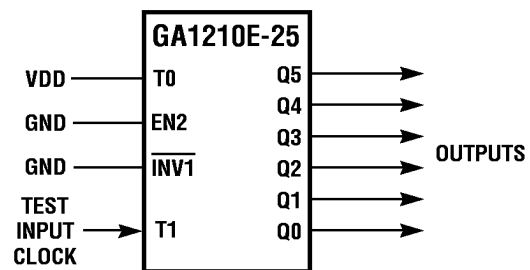 GA1210E-25
VDD
T0
Q5
Q4
GND
EN2
Q3
GND
INV1
Q2
OUTPUTS
Q1
TEST
INPUT
CLOCK
T1
Q0